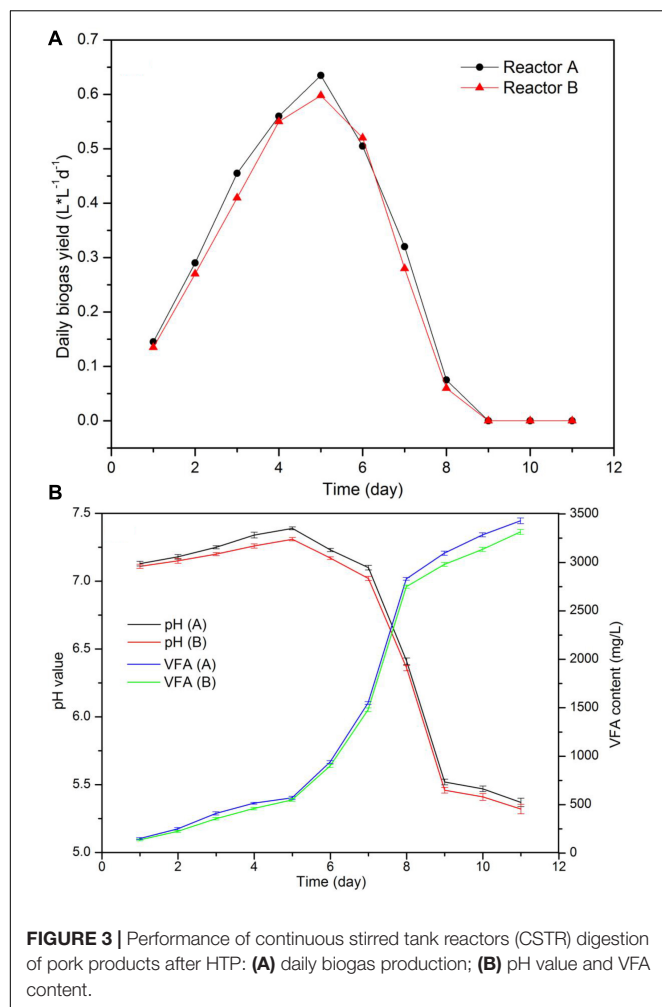 A
0.7
0.6
0.5
0.4
0.3
0.2
0.1
0.0
Daily biogas yield (L*L⁻¹d⁻¹)
Reactor A
Reactor B
0 2 4 6 8 10 12
Time (day)
B
7.5
7.0
6.5
6.0
5.5
5.0
pH value
pH (A)
pH (B)
VFA (A)
VFA (B)
3500
3000
2500
2000
1500
1000
500
0
VFA content (mg/L)
0 2 4 6 8 10 12
Time (day)
FIGURE 3 | Performance of continuous stirred tank reactors (CSTR) digestion
of pork products after HTP: (A) daily biogas production; (B) pH value and VFA
content.